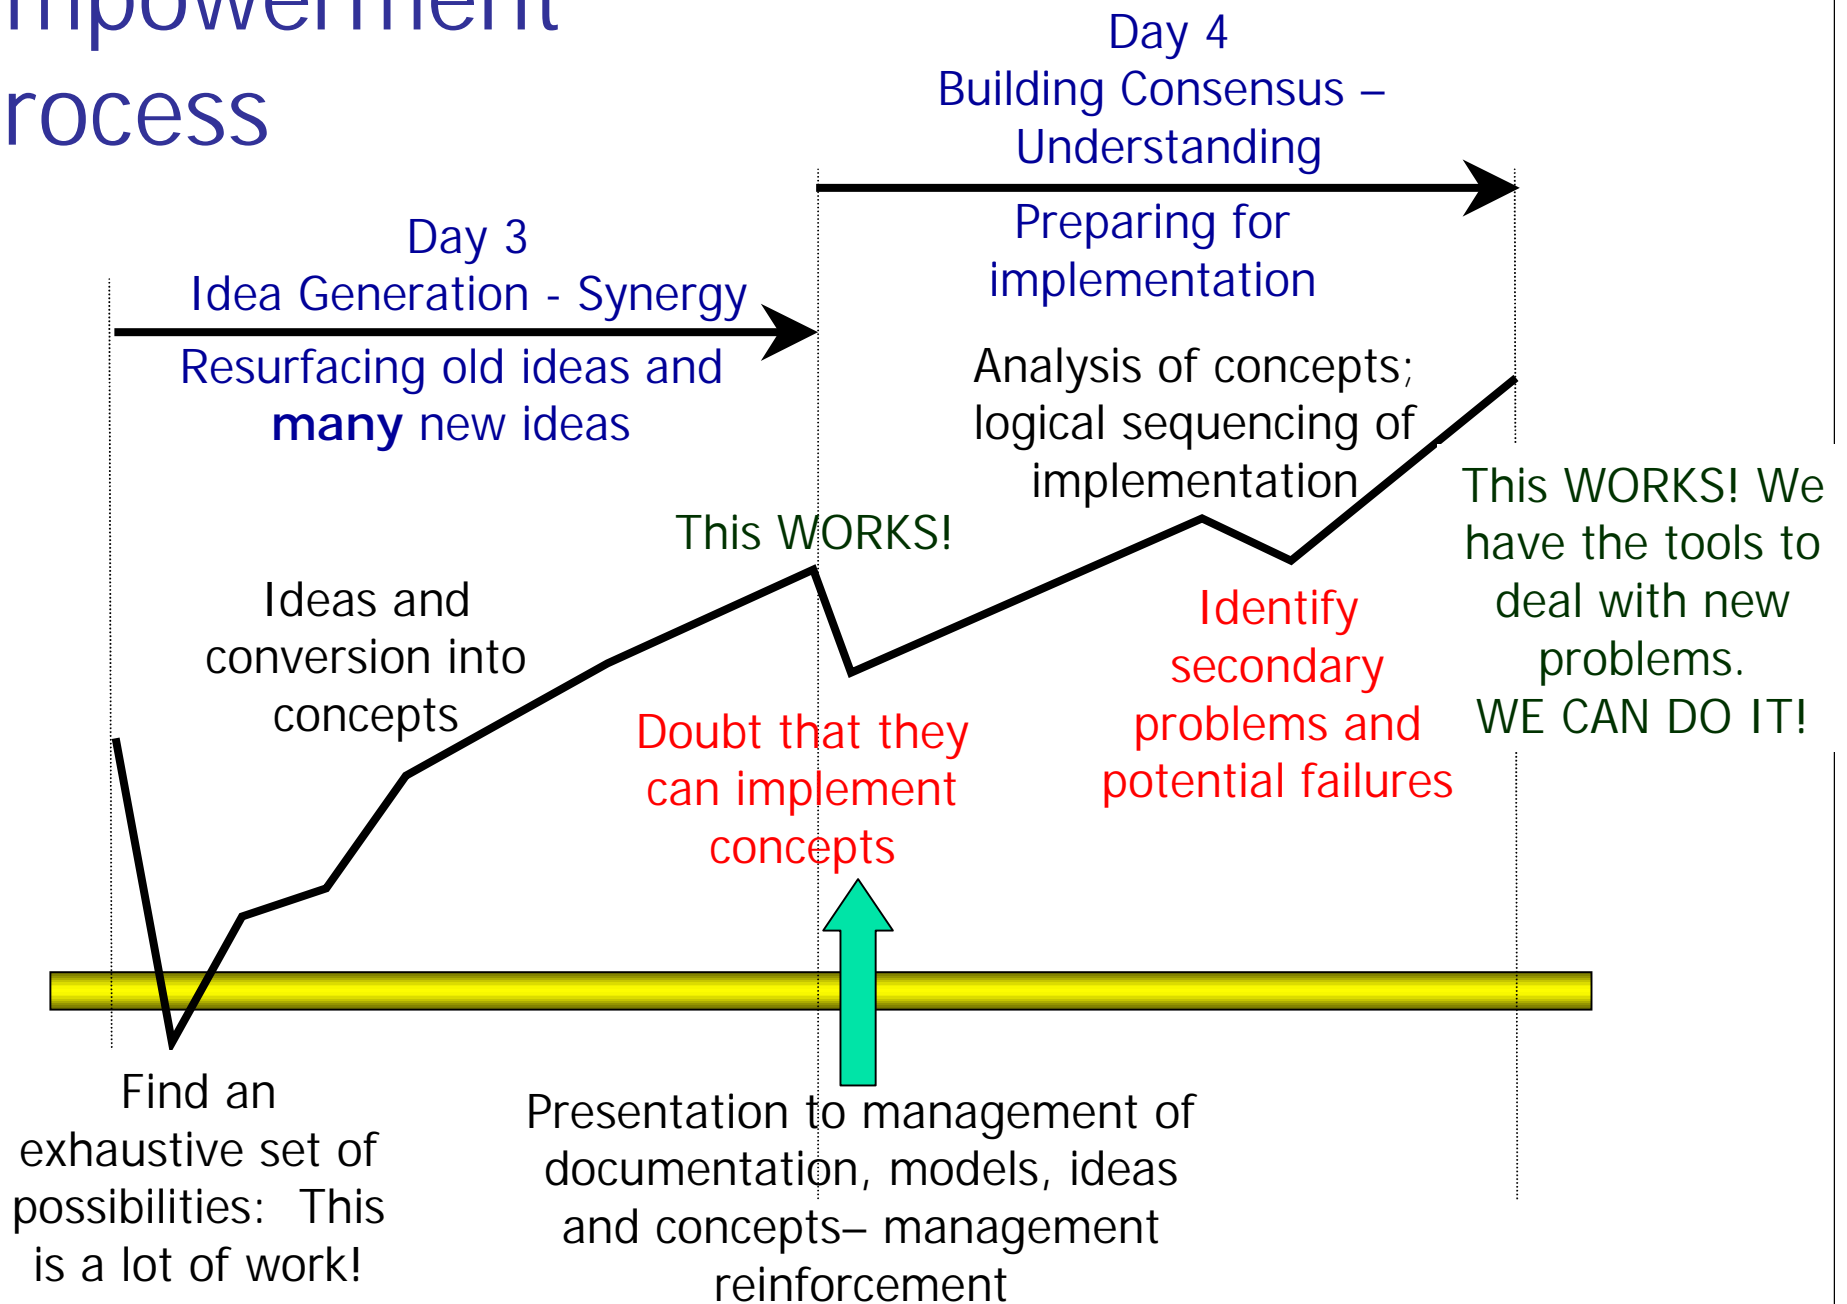 mpowerment
rocess
Day 3
Idea Generation - Synergy
Resurfacing old ideas and
many new ideas
Day 4
Building Consensus –
Understanding
Preparing for
implementation
Analysis of concepts;
logical sequencing of
implementation
This WORKS!
Ideas and
conversion into
concepts
Doubt that they
can implement
concepts
Identify
secondary
problems and
potential failures
This WORKS! We
have the tools to
deal with new
problems.
WE CAN DO IT!
Find an
exhaustive set of
possibilities:  This
is a lot of work!
Presentation to management of
documentation, models, ideas
and concepts– management
reinforcement